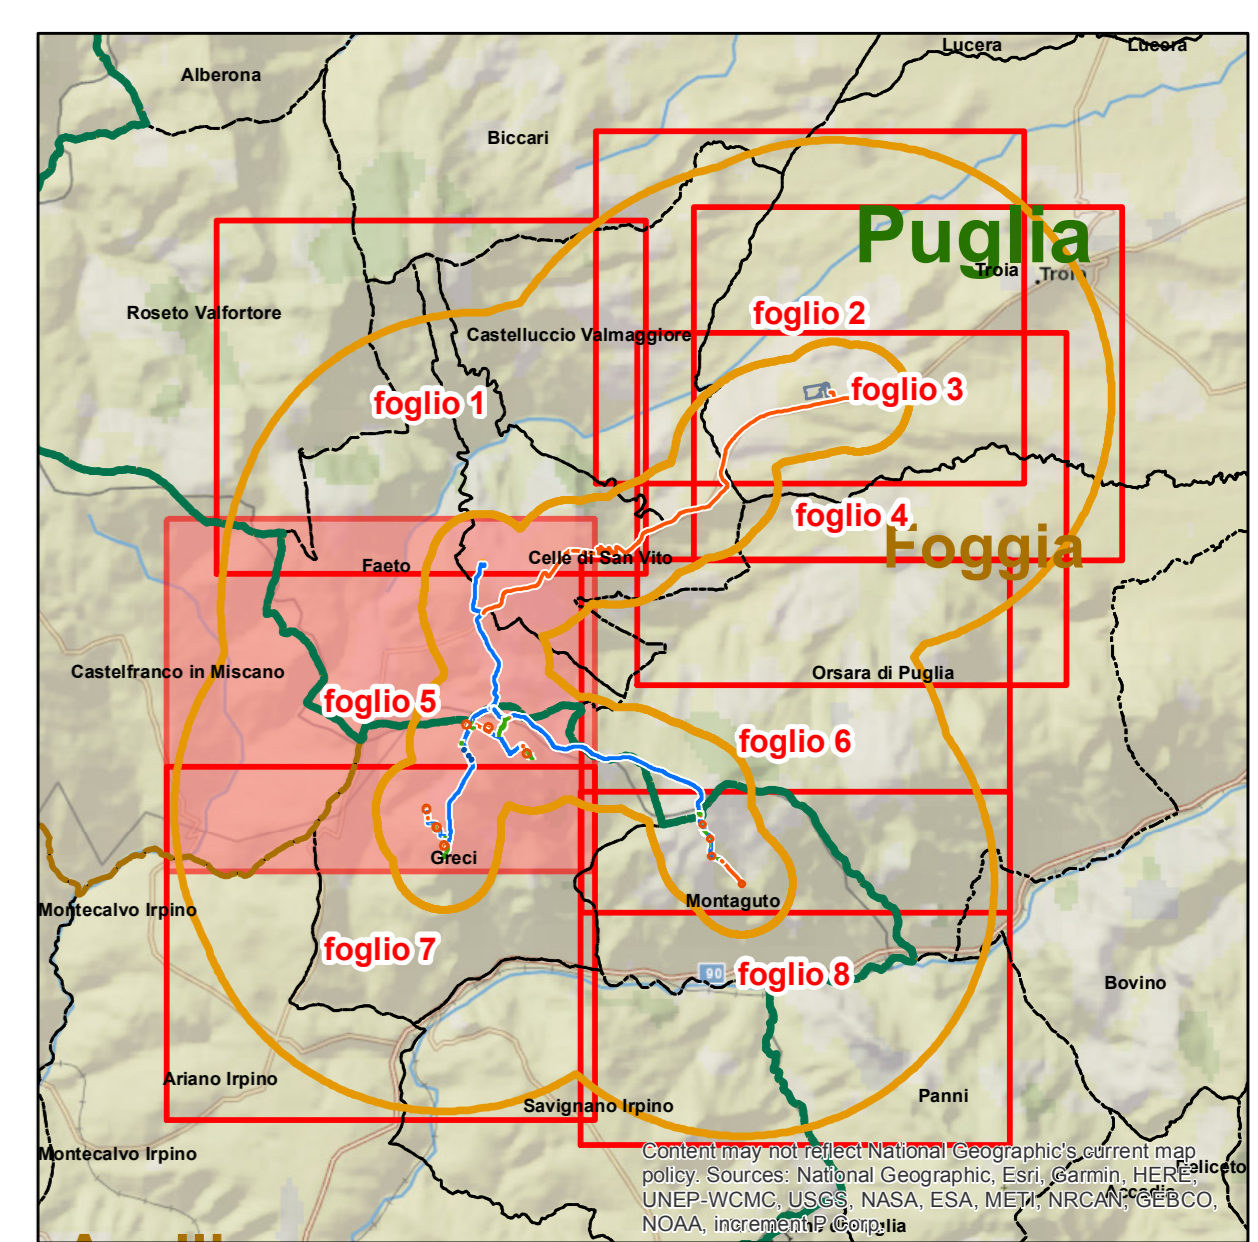 Lucera
Lucera
Alberona
Biccari
Puglia
Troia
Troia
Roseto Valfortore
foglio 2
Castelluccio Valmaggiore
foglio 1
foglio 3
foglio 4
Foggia
Celle di San Vito
Faeto
Castelfranco in Miscano
Orsara di Puglia
foglio 5
foglio 6
Greci
Montaguto
Montecalvo Irpino
foglio 7
90
foglio 8
Bovino
Ariano Irpino
Panni
Savignano Irpino
Montecalvo Irpino
Content may not reflect National Geographic's current map
policy. Sources: National Geographic, Esri, Garmin, HERE,
UNEP-WCMC, USGS, NASA, ESA, METI, NRCAN, GEBCO,
NOAA, increment P Corp.
Deliceto
Accadia